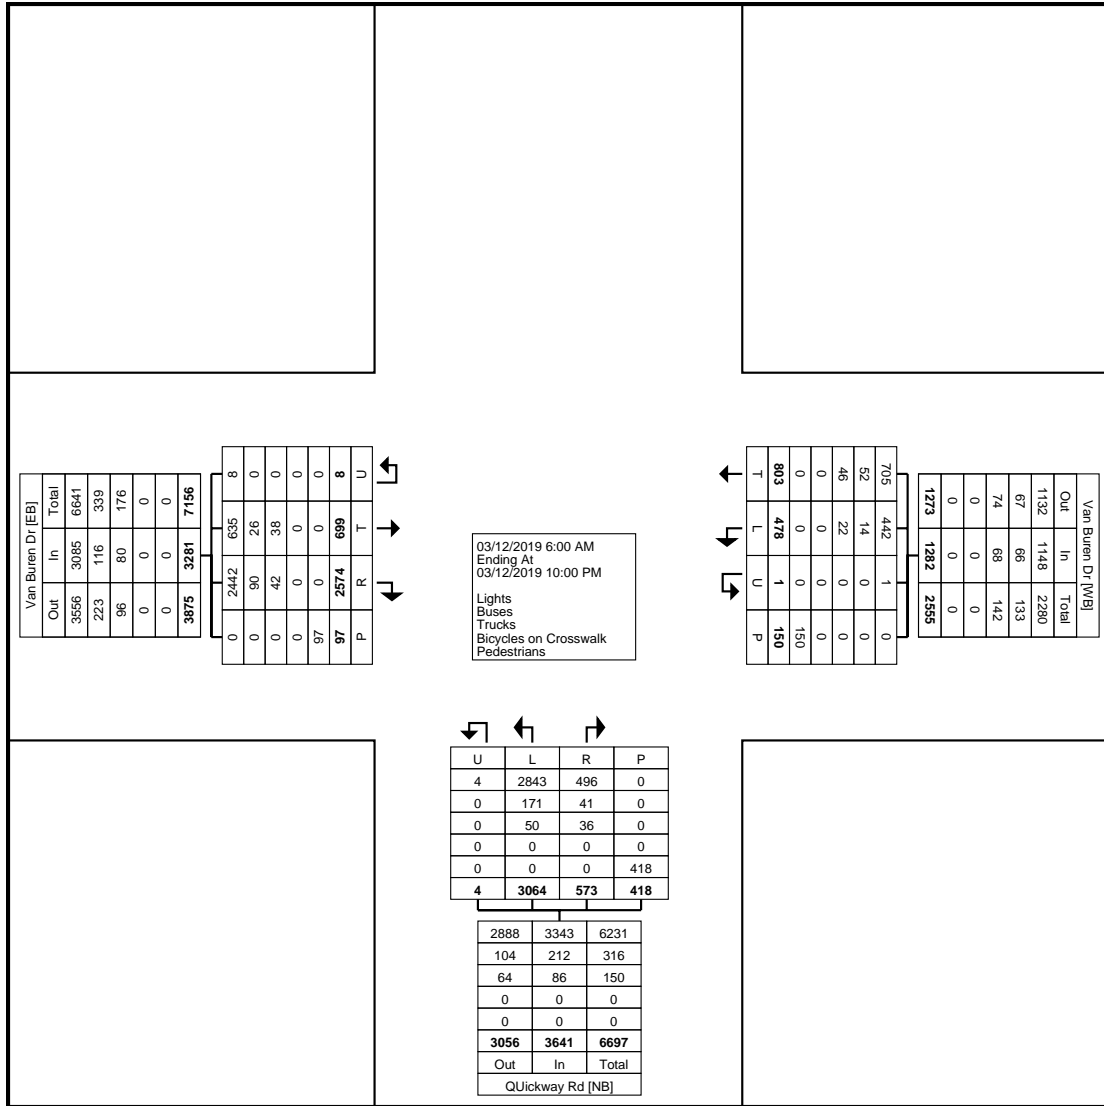 Van Buren Dr [EB]
Total In Out
6641 3085 3556
339 116 223
176 80 96
0 0 0
0 0 0
7156 3281 3875
8 635 2442 0
0 26 90 0
0 38 42 0
0 0 0 0
0 0 0 97
8 699 2574 97
U T R P
03/12/2019 6:00 AM
Ending At
03/12/2019 10:00 PM
Lights
Buses
Trucks
Bicycles on Crosswalk
Pedestrians
Van Buren Dr [WB]
Out In Total
1132 1148 2280
67 66 133
74 68 142
0 0 0
0 0 0
1273 1282 2555
705 442 1 0
52 14 0 0
46 22 0 0
0 0 0 0
0 0 0 150
803 478 1 150
T L U P
U L R P
4 2843 496 0
0 171 41 0
0 50 36 0
0 0 0 0
0 0 0 418
4 3064 573 418
2888 3343 6231
104 212 316
64 86 150
0 0 0
0 0 0
3056 3641 6697
Out In Total
QUickway Rd [NB]